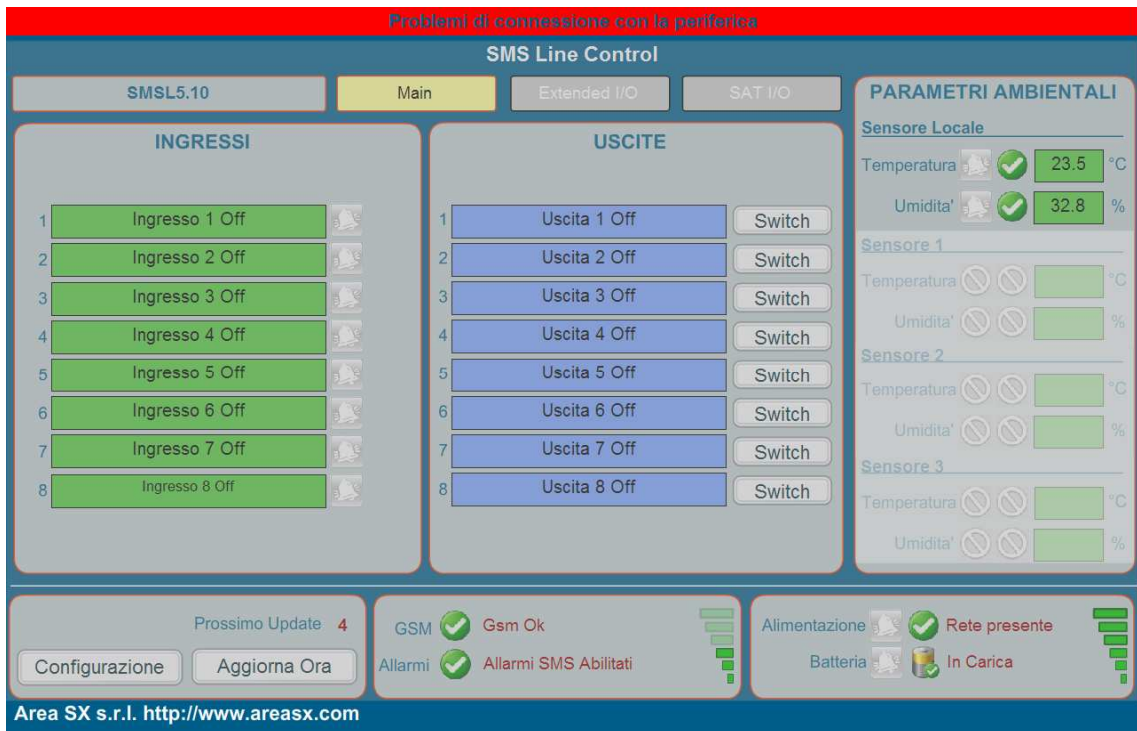 Problemi di connessione con la periferica
SMS Line Control
SMSL5.10
Main
Extended I/O
SAT I/O
INGRESSI
1 Ingresso 1 Off
2 Ingresso 2 Off
3 Ingresso 3 Off
4 Ingresso 4 Off
5 Ingresso 5 Off
6 Ingresso 6 Off
7 Ingresso 7 Off
8 Ingresso 8 Off
USCITE
1 Uscita 1 Off Switch
2 Uscita 2 Off Switch
3 Uscita 3 Off Switch
4 Uscita 4 Off Switch
5 Uscita 5 Off Switch
6 Uscita 6 Off Switch
7 Uscita 7 Off Switch
8 Uscita 8 Off Switch
PARAMETRI AMBIENTALI
Sensore Locale
Temperatura 23.5 °C
Umidita' 32.8 %
Sensore 1
Temperatura °C
Umidita' %
Sensore 2
Temperatura °C
Umidita' %
Sensore 3
Temperatura °C
Umidita' %
Prossimo Update 4
Configurazione Aggiorna Ora
GSM Gsm Ok
Allarmi Allarmi SMS Abilitati
Alimentazione Rete presente
Batteria In Carica
Area SX s.r.l. http://www.areasx.com